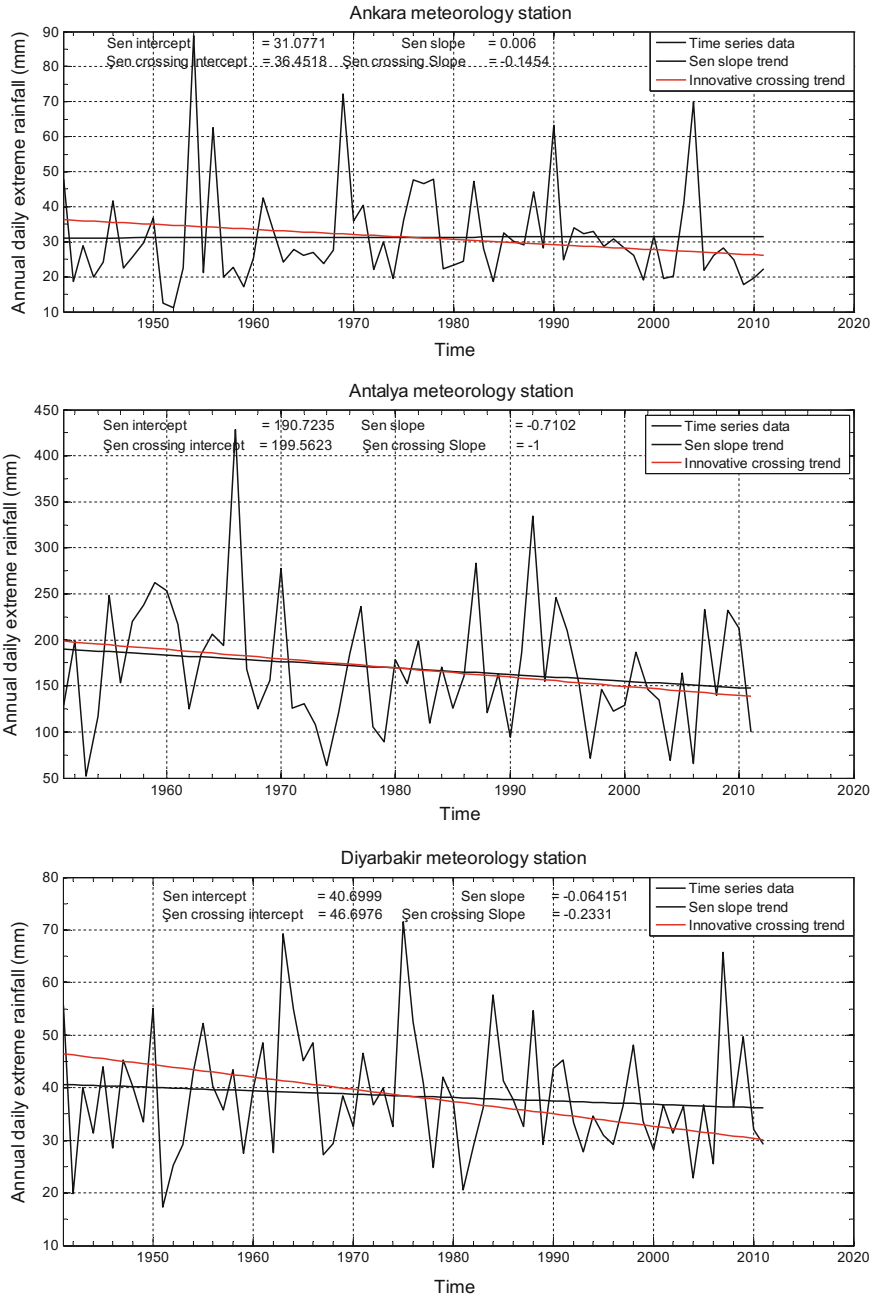 Ankara meteorology station
Sen intercept = 31.0771 Sen slope = 0.006
Şen crossing intercept = 36.4518 Şen crossing Slope = -0.1454
Time series data
Sen slope trend
Innovative crossing trend
Annual daily extreme rainfall (mm)
90
80
70
60
50
40
30
20
10
1950 1960 1970 1980 1990 2000 2010 2020
Time
Antalya meteorology station
Sen intercept = 190.7235 Sen slope = -0.7102
Şen crossing intercept = 199.5623 Şen crossing Slope = -1
Time series data
Sen slope trend
Innovative crossing trend
Annual daily extreme rainfall (mm)
450
400
350
300
250
200
150
100
50
1960 1970 1980 1990 2000 2010 2020
Time
Diyarbakir meteorology station
Sen intercept = 40.6999 Sen slope = -0.064151
Şen crossing intercept = 46.6976 Şen crossing Slope = -0.2331
Time series data
Sen slope trend
Innovative crossing trend
Annual daily extreme rainfall (mm)
80
70
60
50
40
30
20
10
1950 1960 1970 1980 1990 2000 2010 2020
Time